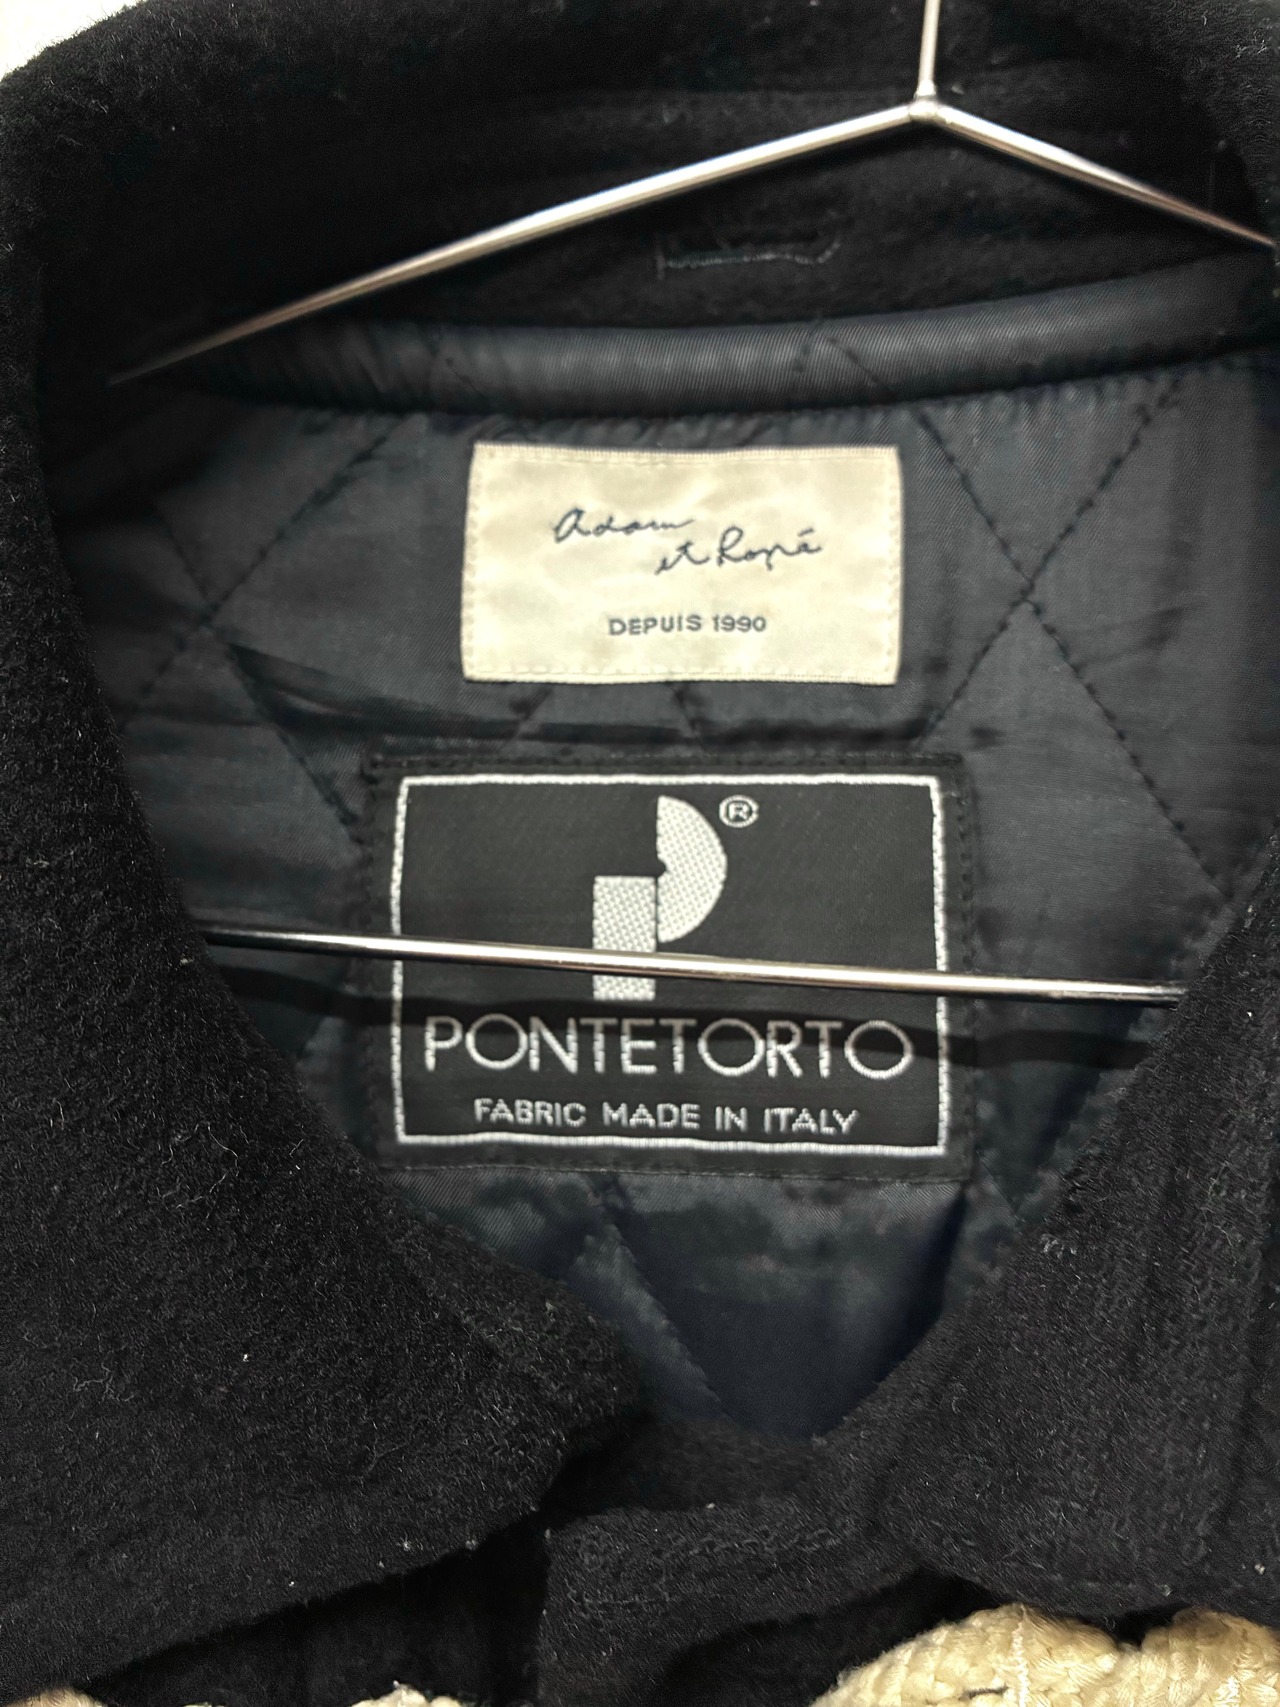 Adam
et Ropé
DEPUIS 1990
®
PONTETORTO
FABRIC MADE IN ITALY